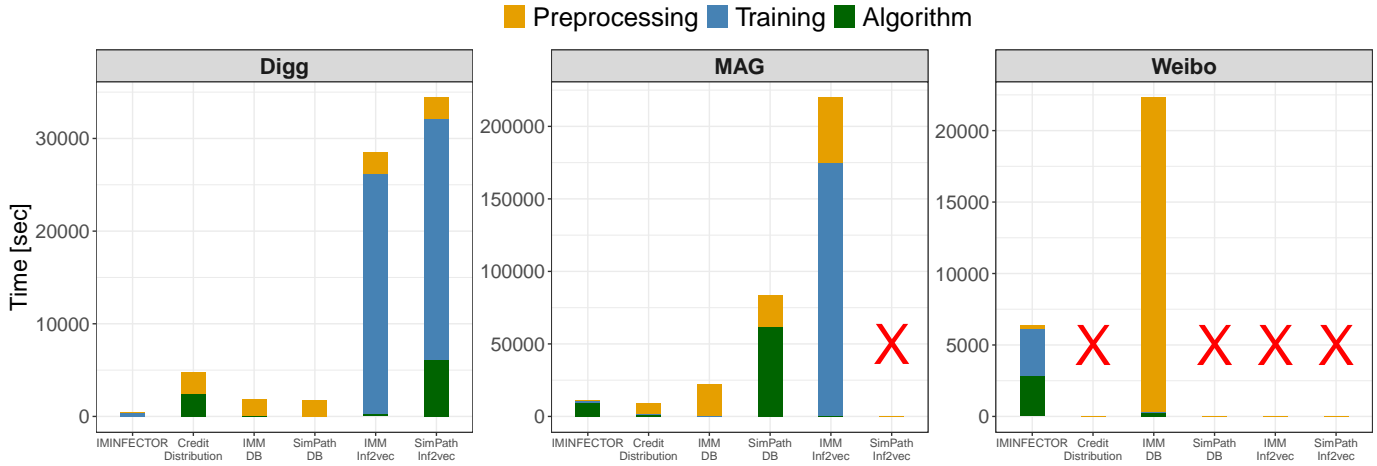 Preprocessing Training Algorithm
Digg
MAG
Weibo
Time [sec]
30000
20000
10000
0
200000
150000
100000
50000
0
20000
15000
10000
5000
0
IMINFECTOR
Credit
Distribution
IMM
DB
SimPath
DB
IMM
Inf2vec
SimPath
Inf2vec
IMINFECTOR
Credit
Distribution
IMM
DB
SimPath
DB
IMM
Inf2vec
SimPath
Inf2vec
IMINFECTOR
Credit
Distribution
IMM
DB
SimPath
DB
IMM
Inf2vec
SimPath
Inf2vec
X
X
X
X
X